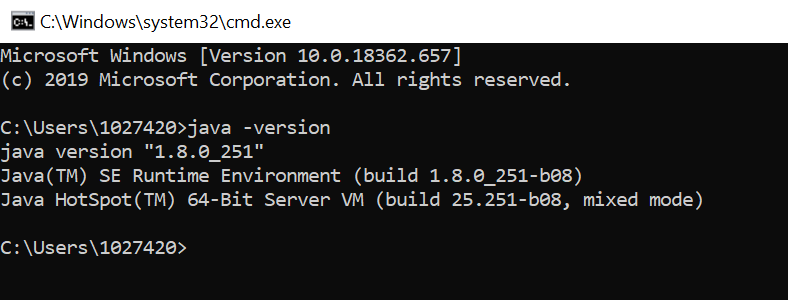 C:\Windows\system32\cmd.exe
Microsoft Windows [Version 10.0.18362.657]
(c) 2019 Microsoft Corporation. All rights reserved.
C:\Users\1027420>java -version
java version "1.8.0_251"
Java(TM) SE Runtime Environment (build 1.8.0_251-b08)
Java HotSpot(TM) 64-Bit Server VM (build 25.251-b08, mixed mode)
C:\Users\1027420>